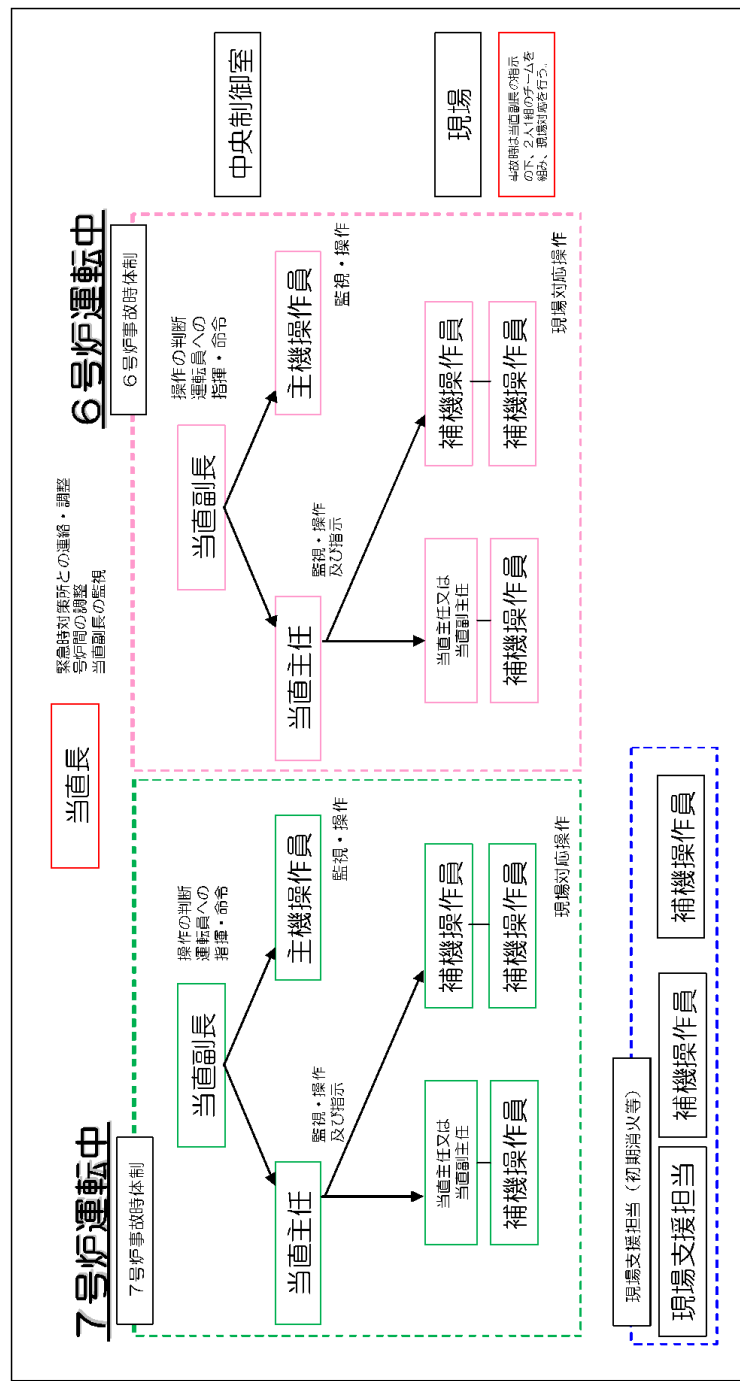 7号炉運転中
6号炉運転中
当直長
緊急時対策所との連絡・調整
号炉間の調整
当直副長の監視
7号炉事故時体制
当直副長
操作の判断
運転員への
指揮・命令
当直主任
主機操作員
監視・操作
監視・操作
及び指示
当直主任又は
当直副主任
補機操作員
補機操作員
補機操作員
現場対応操作
6号炉事故時体制
当直副長
操作の判断
運転員への
指揮・命令
当直主任
主機操作員
監視・操作
監視・操作
及び指示
当直主任又は
当直副主任
補機操作員
補機操作員
補機操作員
現場対応操作
中央制御室
現場
事故時は当直副長の指示
の下、2人1組のチームを
組み、現場対応を行う。
現場支援担当（初期消火等）
現場支援担当
補機操作員
補機操作員